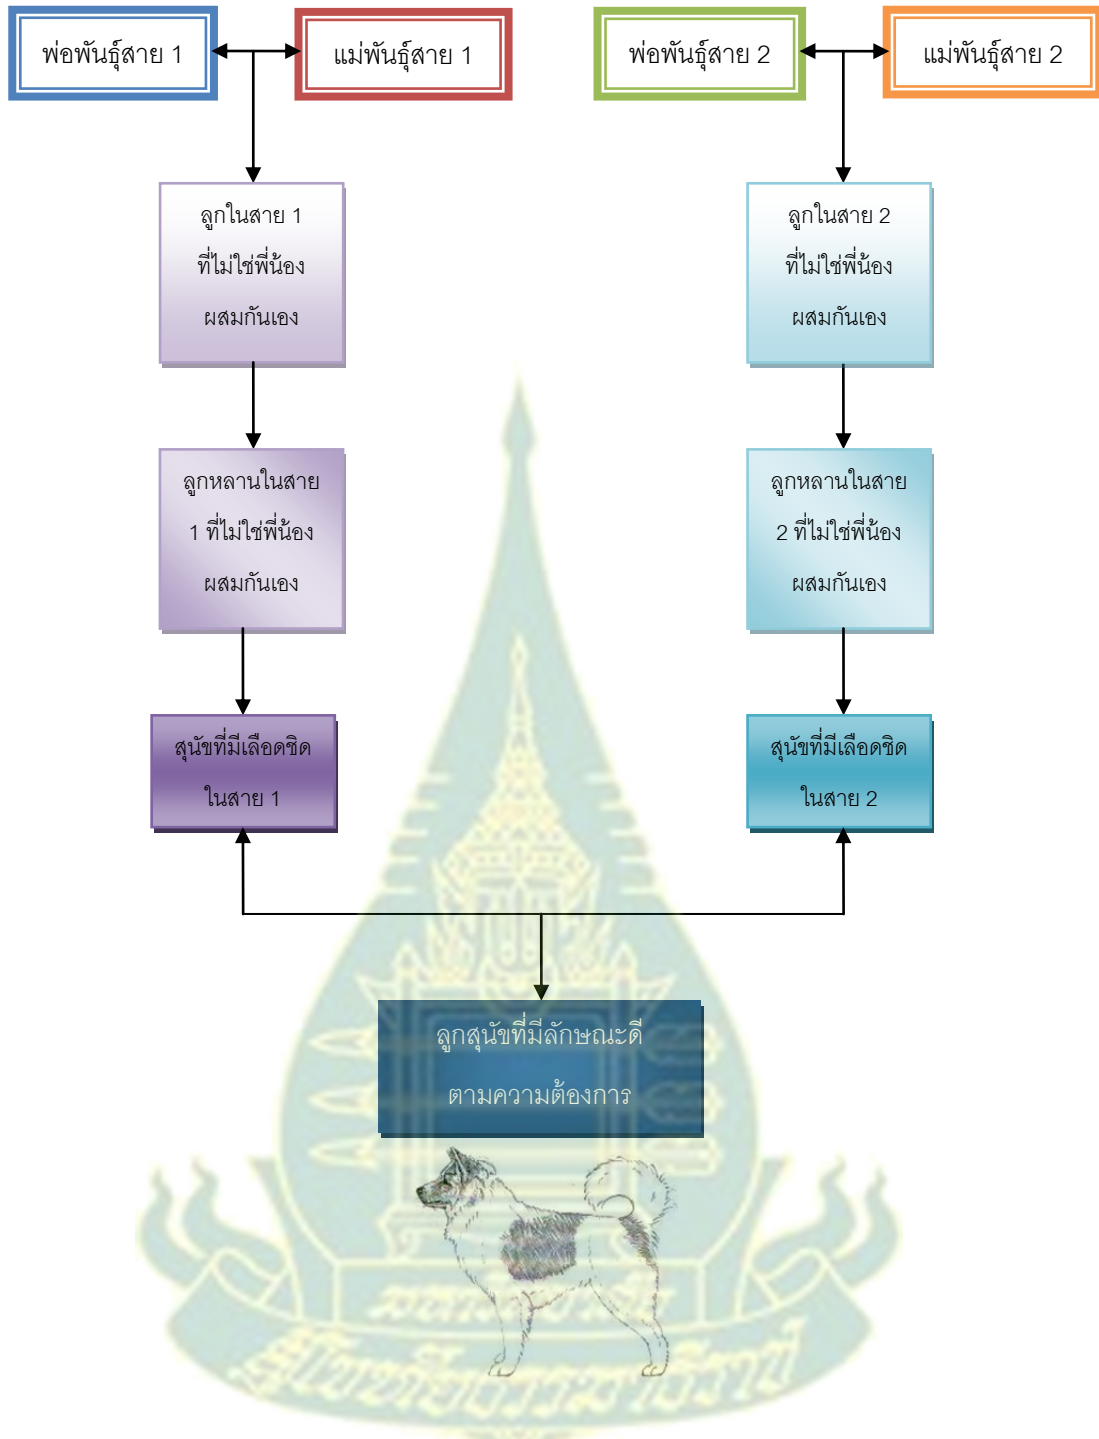 พ่อพันธุ์สาย 1
แม่พันธุ์สาย 1
พ่อพันธุ์สาย 2
แม่พันธุ์สาย 2
ลูกในสาย 1
ที่ไม่ใช่พี่น้อง
ผสมกันเอง
ลูกในสาย 2
ที่ไม่ใช่พี่น้อง
ผสมกันเอง
ลูกหลานในสาย
1 ที่ไม่ใช่พี่น้อง
ผสมกันเอง
ลูกหลานในสาย
2 ที่ไม่ใช่พี่น้อง
ผสมกันเอง
สุนัขที่มีเลือดชิด
ในสาย 1
สุนัขที่มีเลือดชิด
ในสาย 2
ลูกสุนัขที่มีลักษณะดี
ตามความต้องการ